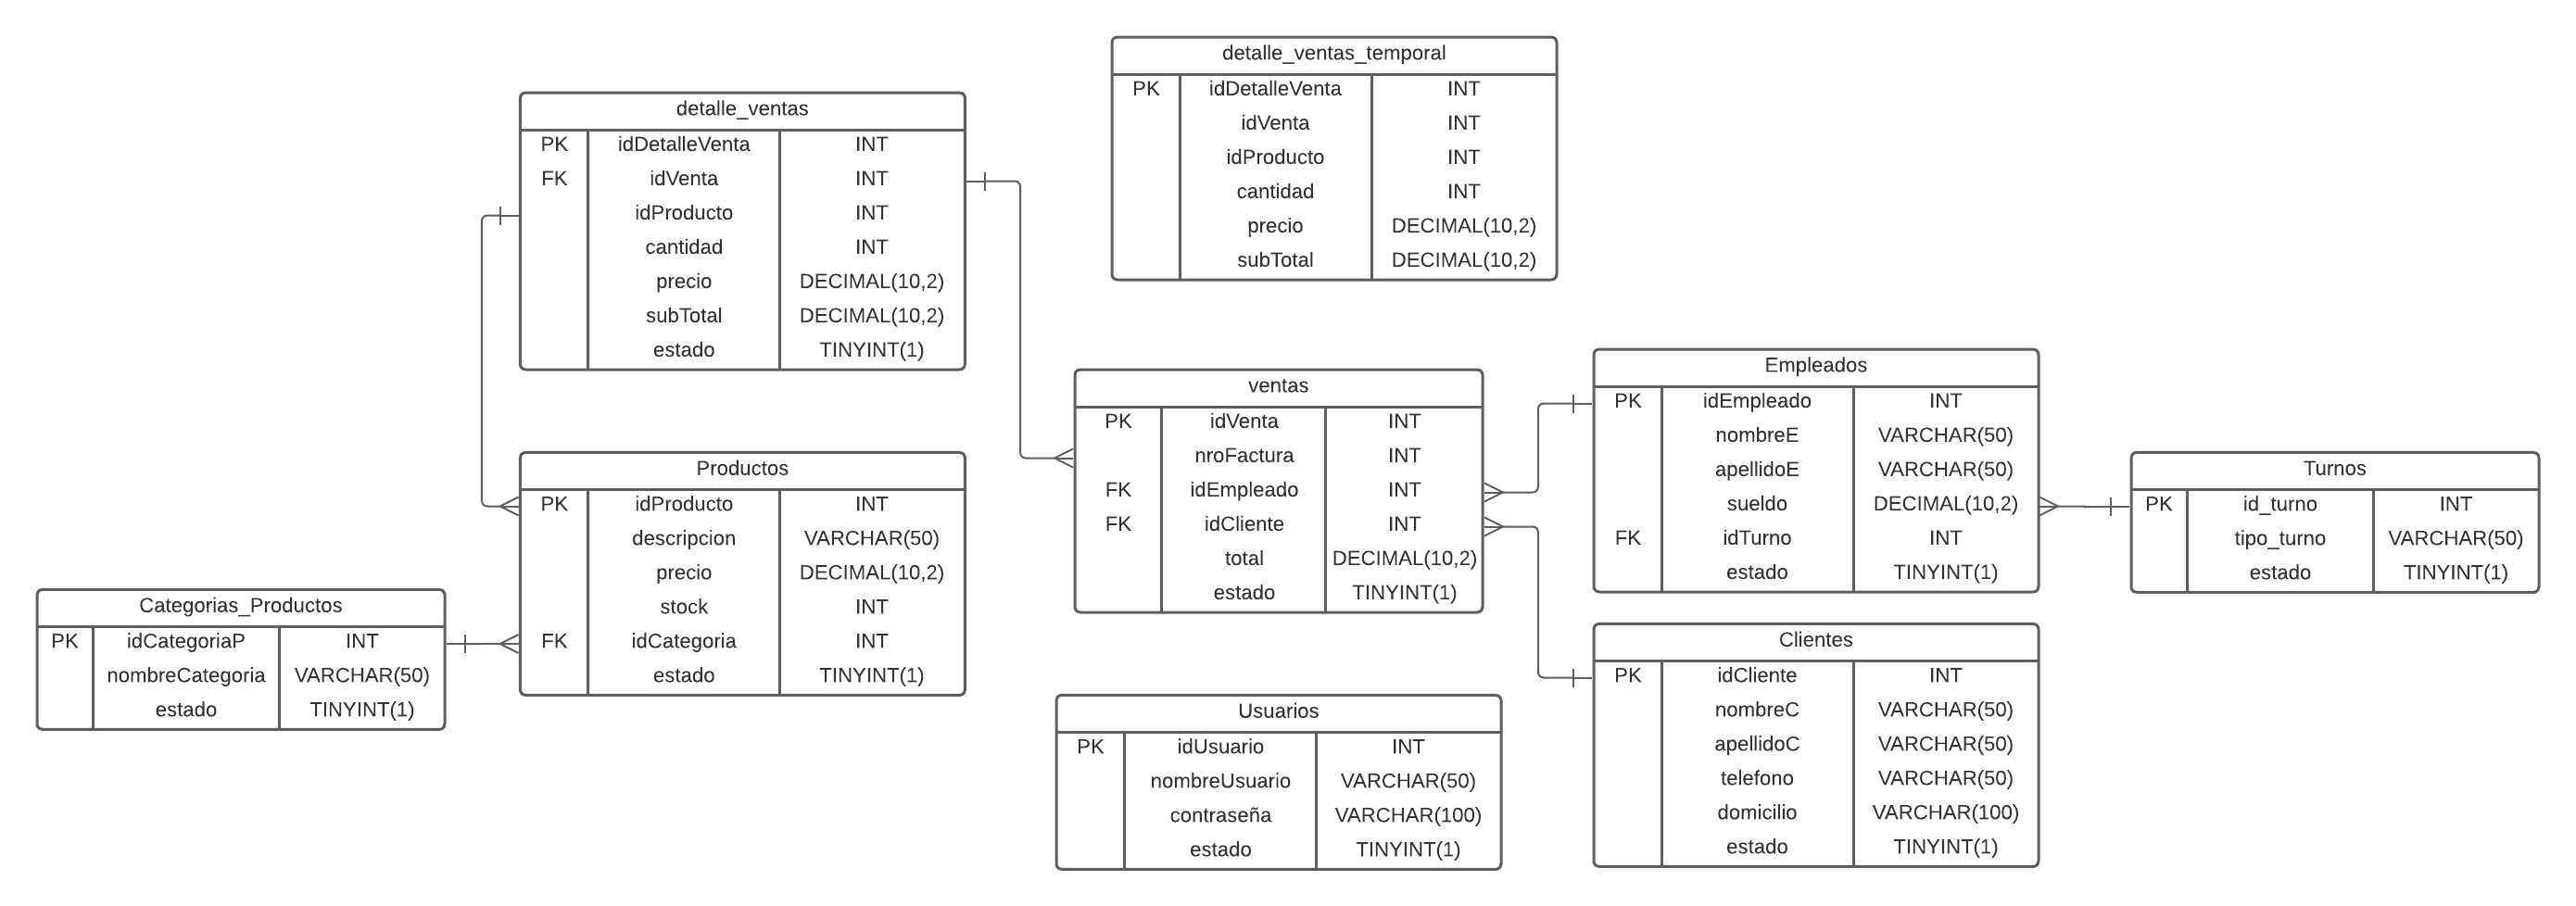 detalle_ventas_temporal
PK idDetalleVenta INT
idVenta INT
idProducto INT
cantidad INT
precio DECIMAL(10,2)
subTotal DECIMAL(10,2)
detalle_ventas
PK idDetalleVenta INT
FK idVenta INT
idProducto INT
cantidad INT
precio DECIMAL(10,2)
subTotal DECIMAL(10,2)
estado TINYINT(1)
ventas
PK idVenta INT
nroFactura INT
FK idEmpleado INT
FK idCliente INT
total DECIMAL(10,2)
estado TINYINT(1)
Empleados
PK idEmpleado INT
nombreE VARCHAR(50)
apellidoE VARCHAR(50)
sueldo DECIMAL(10,2)
FK idTurno INT
estado TINYINT(1)
Turnos
PK id_turno INT
tipo_turno VARCHAR(50)
estado TINYINT(1)
Productos
PK idProducto INT
descripcion VARCHAR(50)
precio DECIMAL(10,2)
stock INT
FK idCategoria INT
estado TINYINT(1)
Categorias_Productos
PK idCategoriaP INT
nombreCategoria VARCHAR(50)
estado TINYINT(1)
Usuarios
PK idUsuario INT
nombreUsuario VARCHAR(50)
contraseña VARCHAR(100)
estado TINYINT(1)
Clientes
PK idCliente INT
nombreC VARCHAR(50)
apellidoC VARCHAR(50)
telefono VARCHAR(50)
domicilio VARCHAR(100)
estado TINYINT(1)